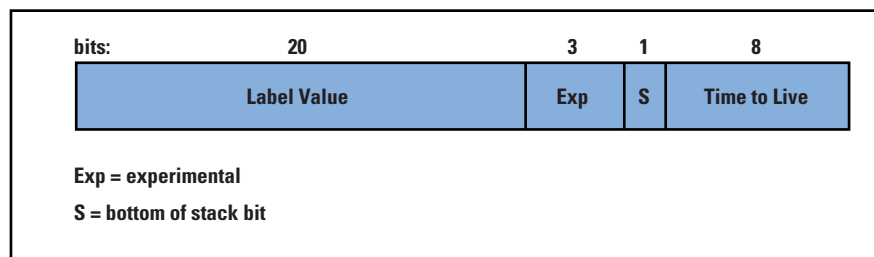 bits: 20 3 1 8
Label Value Exp S Time to Live
Exp = experimental
S = bottom of stack bit